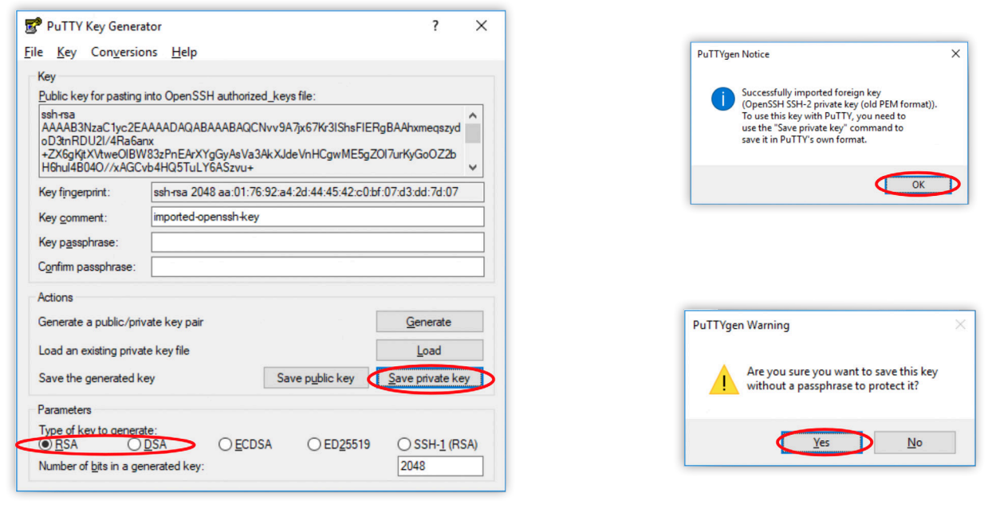 PuTTY Key Generator
? ×
File Key Conversions Help
Key
Public key for pasting into OpenSSH authorized_keys file:
ssh-rsa
AAAAB3NzaC1yc2EAAAADAQABAAABAQCNvv9A7jx67Kr3lShsFIERgBAAhxmeqszyd
oD3tnRDU2I/4Ra6anx
+ZX6gKjtXVtweOIBW83zPnEArXYgGyAsVa3AkXJdeVnHCgwME5gZOI7urKyGoOZ2b
H6hul4B04O//xAGCvb4HQ5TuLY6ASzvu+
Key fingerprint: ssh-rsa 2048 aa:01:76:92:a4:2d:44:45:42:c0:bf:07:d3:dd:7d:07
Key comment: imported-openssh-key
Key passphrase:
Confirm passphrase:
Actions
Generate a public/private key pair Generate
Load an existing private key file Load
Save the generated key Save public key Save private key
Parameters
Type of key to generate:
RSA DSA ECDSA ED25519 SSH-1 (RSA)
Number of bits in a generated key: 2048
PuTTYgen Notice ×
Successfully imported foreign key
(OpenSSH SSH-2 private key (old PEM format)).
To use this key with PuTTY, you need to
use the "Save private key" command to
save it in PuTTY's own format.
OK
PuTTYgen Warning ×
Are you sure you want to save this key
without a passphrase to protect it?
Yes No